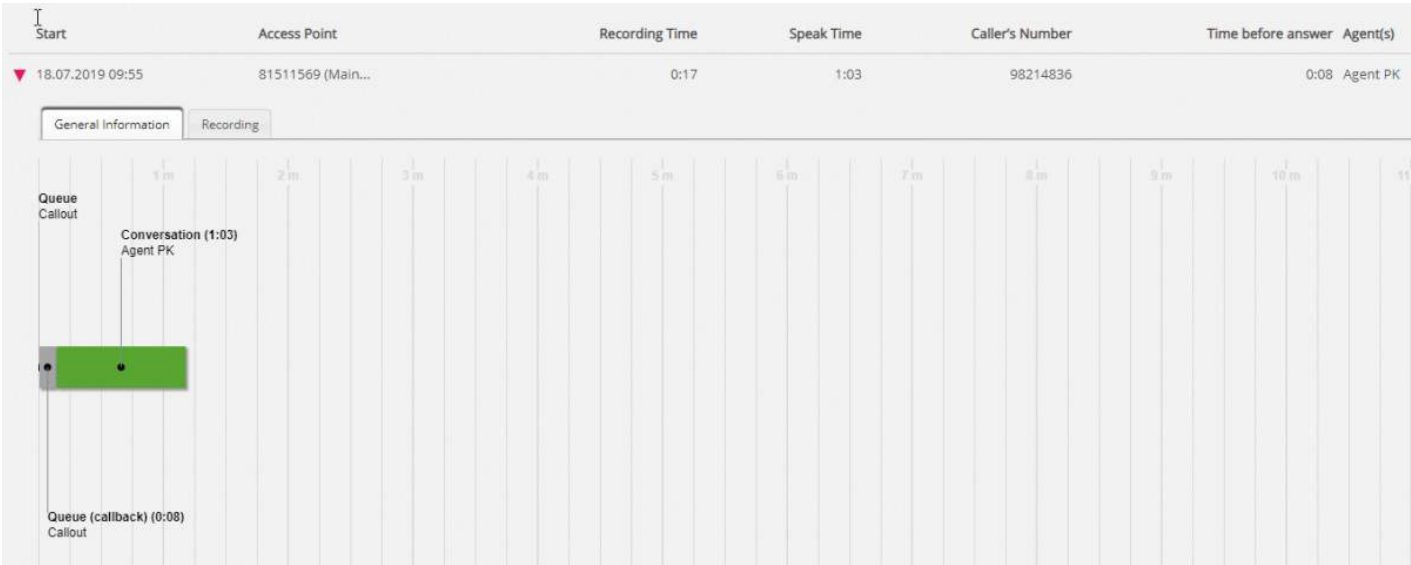 Start Access Point Recording Time Speak Time Caller's Number Time before answer Agent(s)
18.07.2019 09:55 81511569 (Main... 0:17 1:03 98214836 0:08 Agent PK
General Information Recording
1 m 2 m 3 m 4 m 5 m 6 m 7 m 8 m 9 m 10 m 11
Queue
Callout
Conversation (1:03)
Agent PK
Queue (callback) (0:08)
Callout